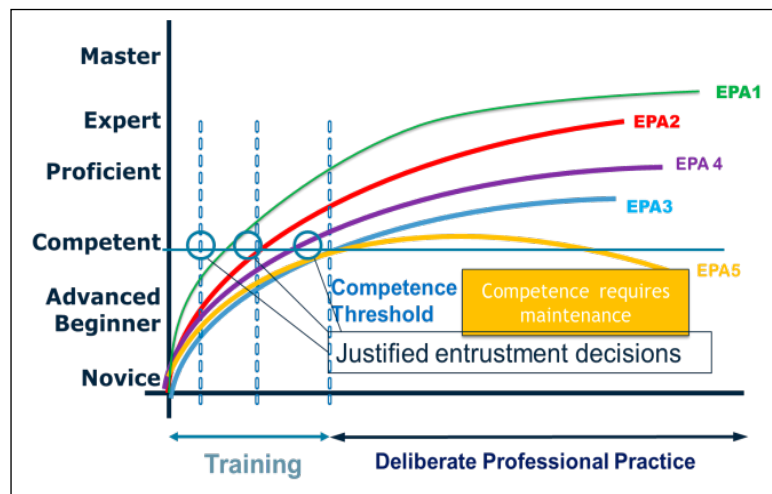 Master
EPA1
Expert
EPA2
Proficient
EPA 4
EPA3
Competent
EPA5
Competence
Threshold
Competence requires
maintenance
Advanced
Beginner
Justified entrustment decisions
Novice
Training
Deliberate Professional Practice